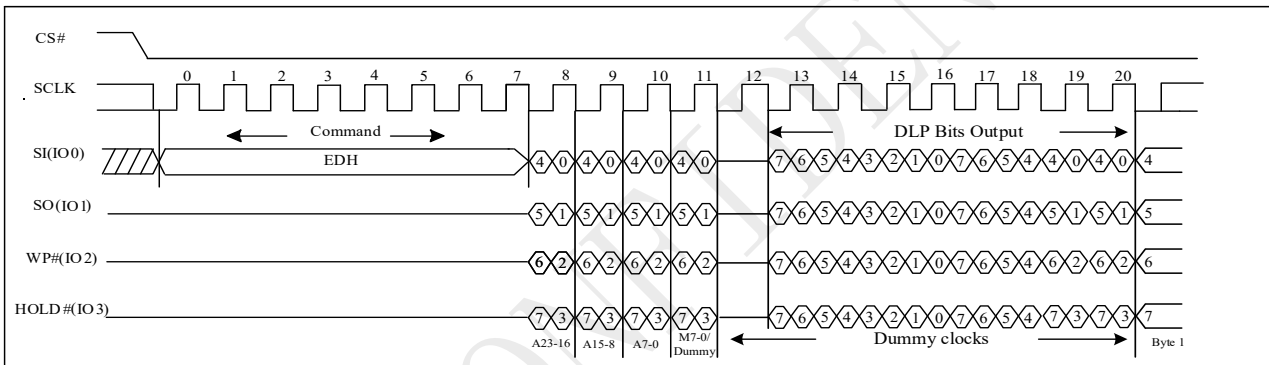 CS#
0 1 2 3 4 5 6 7 8 9 10 11 12 13 14 15 16 17 18 19 20
SCLK
Command DLP Bits Output
SI(IO0) EDH 4 0 4 0 4 0 4 0 7 6 5 4 3 2 1 0 7 6 5 4 4 0 4 0 4
SO(IO1) 5 1 5 1 5 1 5 1 7 6 5 4 3 2 1 0 7 6 5 4 5 1 5 1 5
WP#(IO2) 6 2 6 2 6 2 6 2 7 6 5 4 3 2 1 0 7 6 5 4 6 2 6 2 6
HOLD#(IO3) 7 3 7 3 7 3 7 3 7 6 5 4 3 2 1 0 7 6 5 4 7 3 7 3 7
A23-16 A15-8 A7-0 M7-0/ Dummy Dummy clocks Byte 1
ONFIDEN